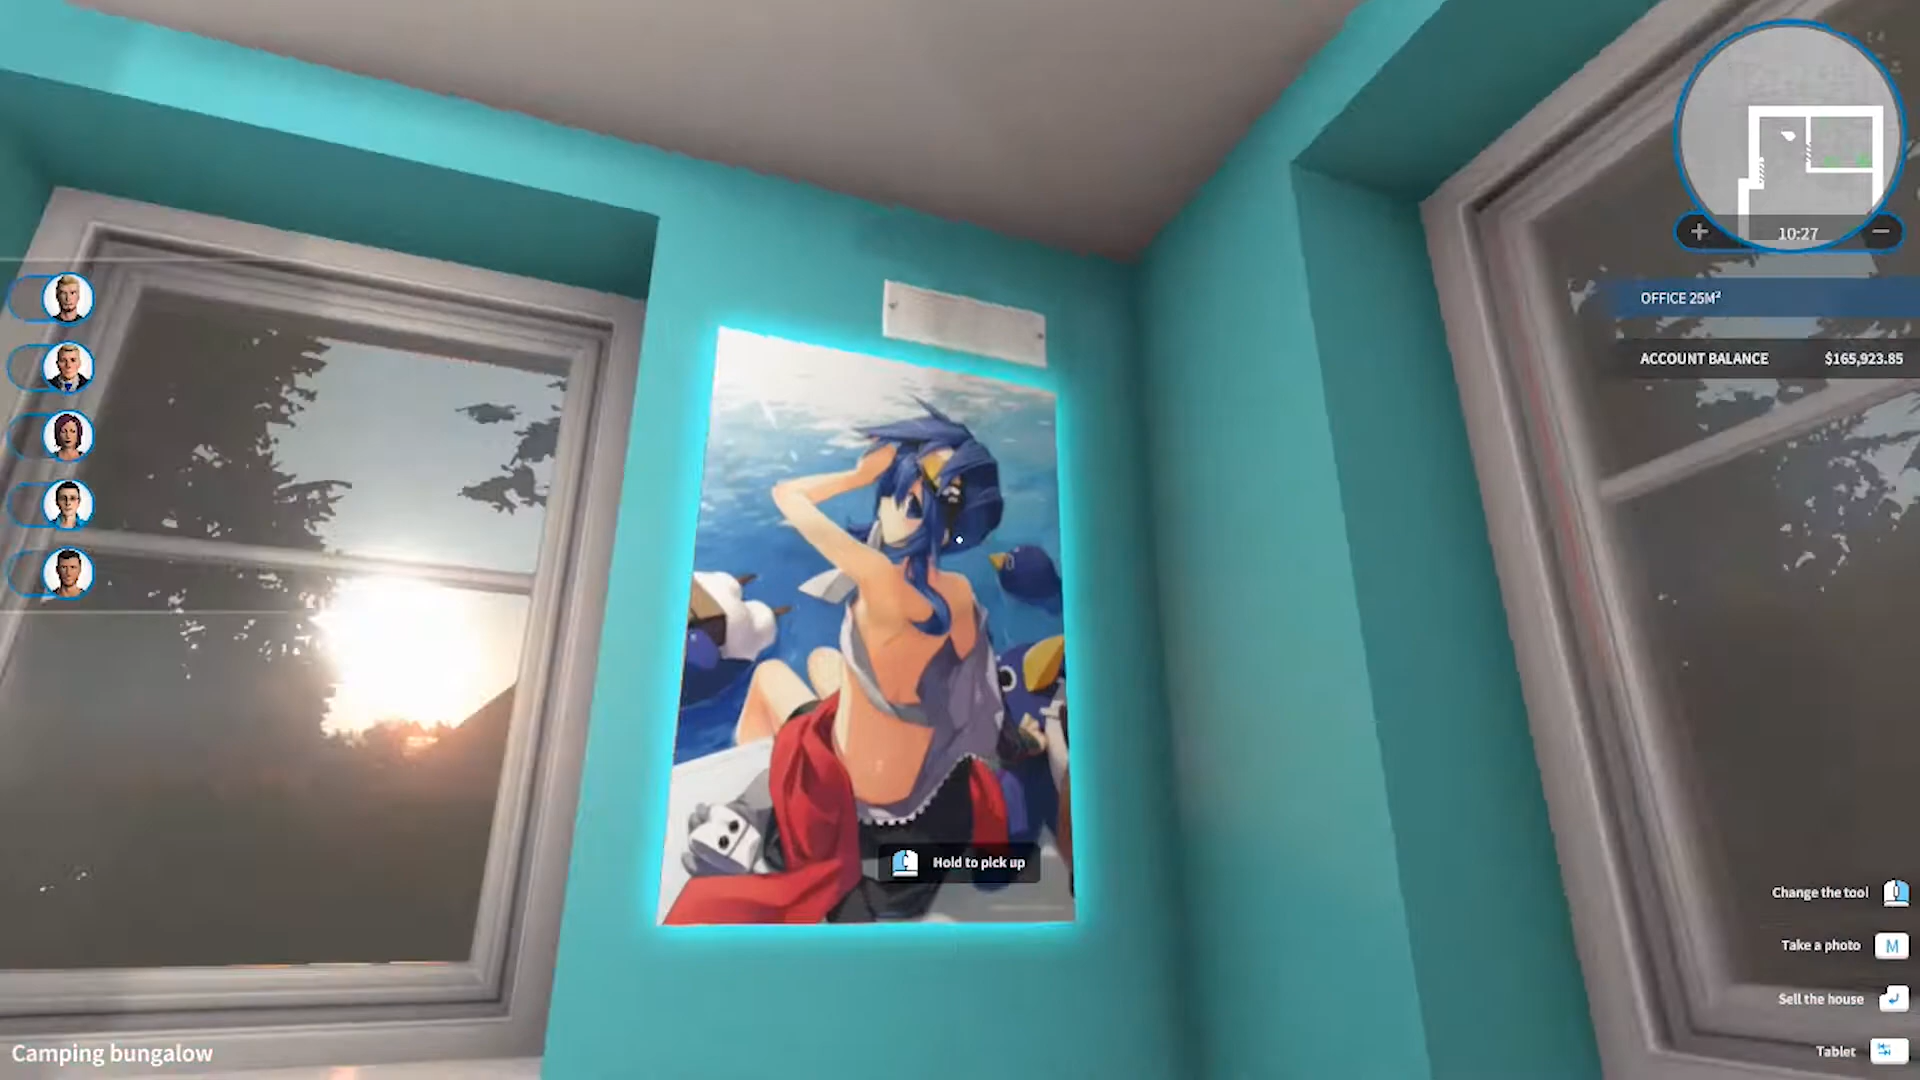 10:27
OFFICE 25M²
ACCOUNT BALANCE $165,923.85
Hold to pick up
Change the tool
Take a photo M
Sell the house
Tablet
Camping bungalow